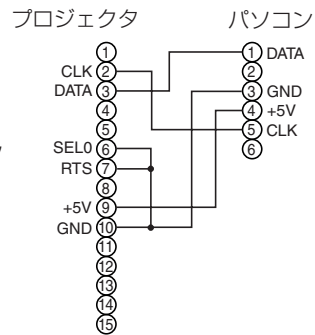 プロジェクタ パソコン
① ① DATA
CLK ② ②
DATA ③ ③ GND
④ ④ +5V
⑤ ⑤ CLK
SEL0 ⑥ ⑥
RTS ⑦
⑧
+5V ⑨
GND ⑩
⑪
⑫
⑬
⑭
⑮